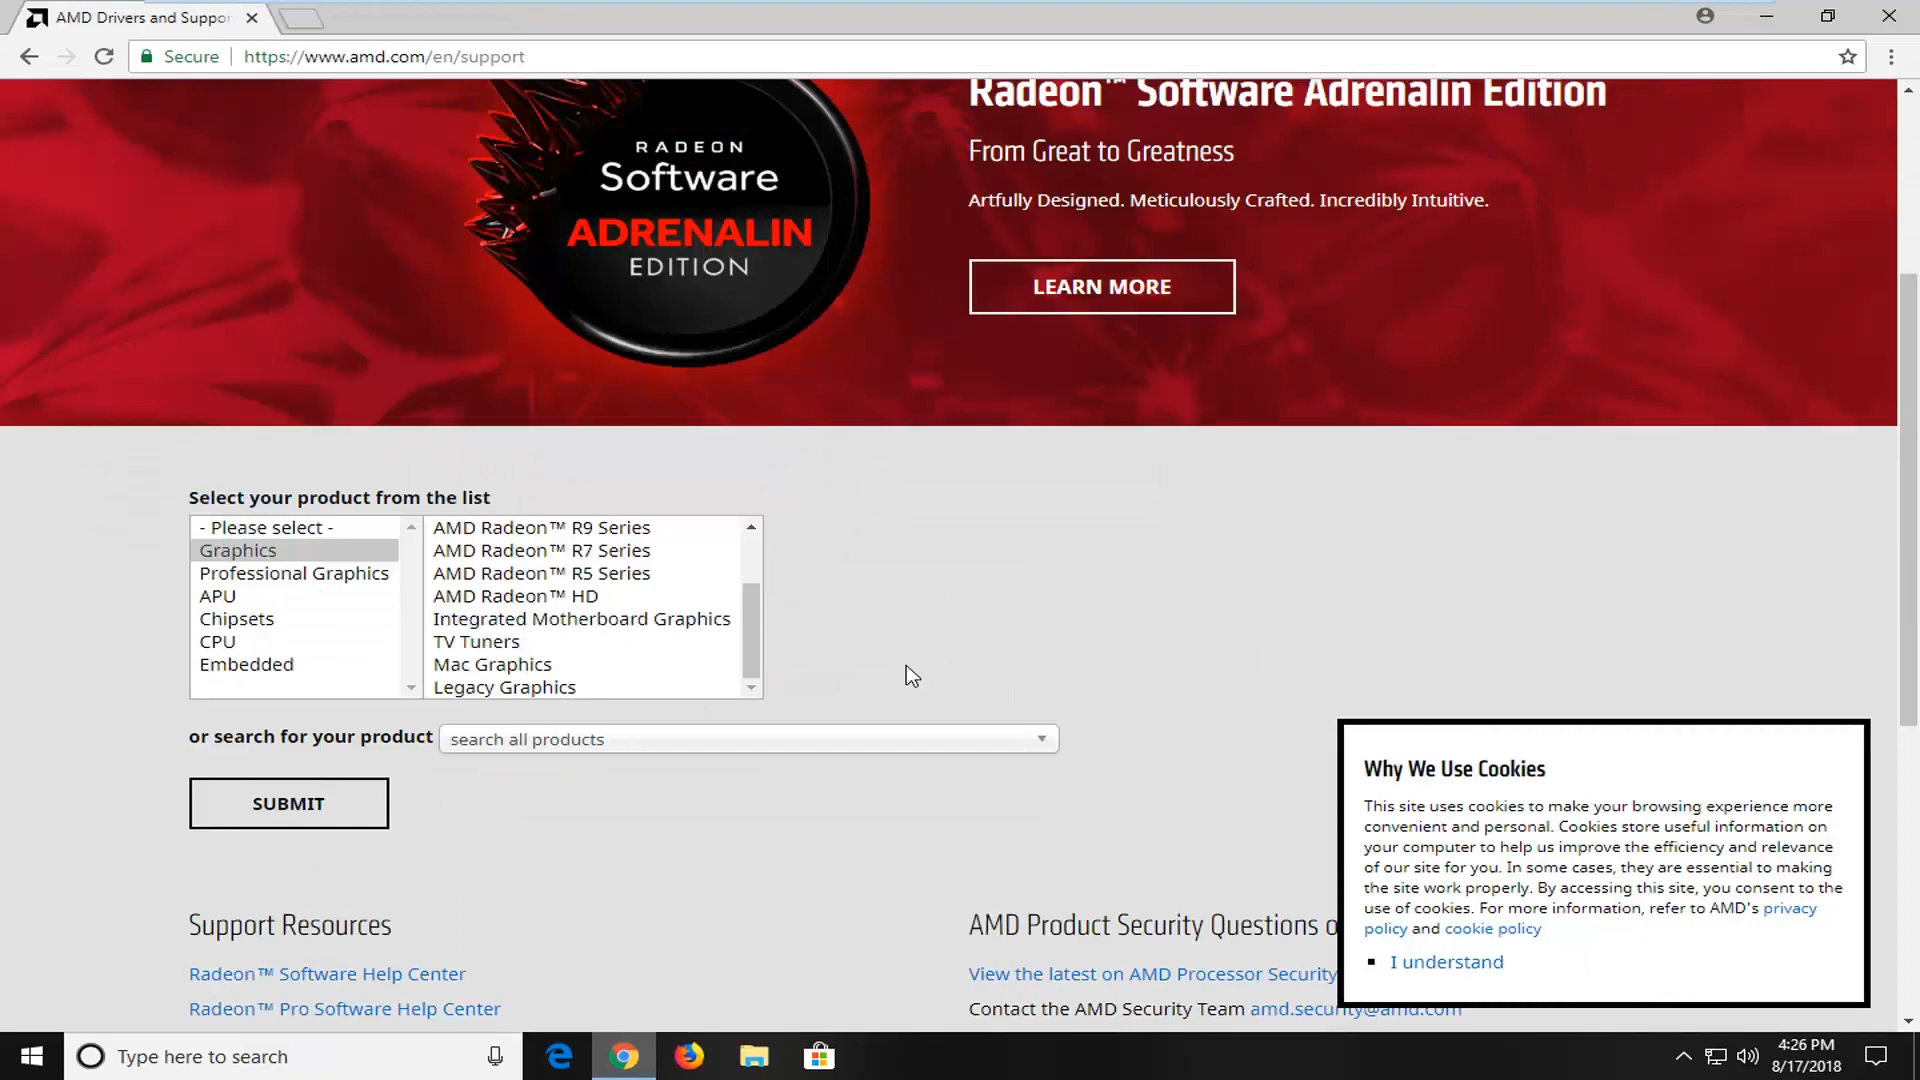 AMD Drivers and Suppor
Secure
https://www.amd.com/en/support
RADEON
Software
ADRENALIN
EDITION
Radeon™ Software Adrenalin Edition
From Great to Greatness
Artfully Designed. Meticulously Crafted. Incredibly Intuitive.
LEARN MORE
Select your product from the list
- Please select -
Graphics
Professional Graphics
APU
Chipsets
CPU
Embedded
AMD Radeon™ R9 Series
AMD Radeon™ R7 Series
AMD Radeon™ R5 Series
AMD Radeon™ HD
Integrated Motherboard Graphics
TV Tuners
Mac Graphics
Legacy Graphics
or search for your product
search all products
SUBMIT
Support Resources
Radeon™ Software Help Center
Radeon™ Pro Software Help Center
AMD Product Security Questions o
View the latest on AMD Processor Security
Contact the AMD Security Team amd.security@amd.com
Why We Use Cookies
This site uses cookies to make your browsing experience more
convenient and personal. Cookies store useful information on
your computer to help us improve the efficiency and relevance
of our site for you. In some cases, they are essential to making
the site work properly. By accessing this site, you consent to the
use of cookies. For more information, refer to AMD's privacy
policy and cookie policy
I understand
Type here to search
4:26 PM
8/17/2018